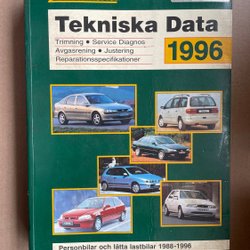 Tekniska Data
Trimning • Service Diagnos
Avgasrening • Justering
Reparationsspecifikationer
1996
Personbilar och lätta lastbilar 1988-1996